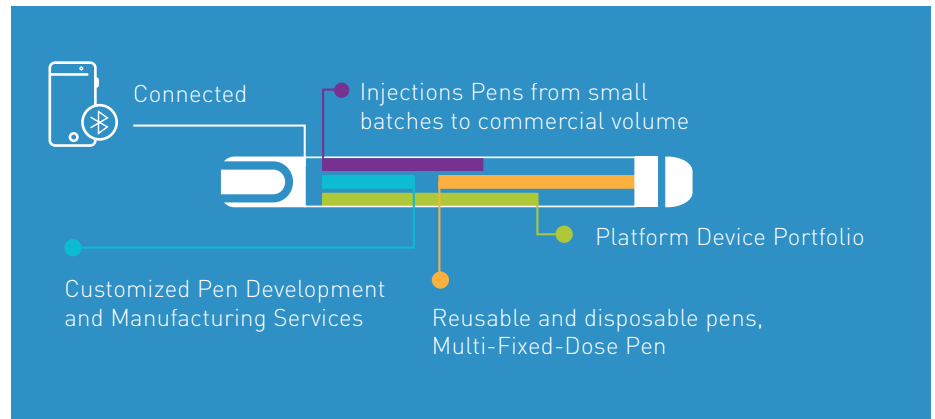 Connected
Injections Pens from small
batches to commercial volume
Platform Device Portfolio
Customized Pen Development
and Manufacturing Services
Reusable and disposable pens,
Multi-Fixed-Dose Pen